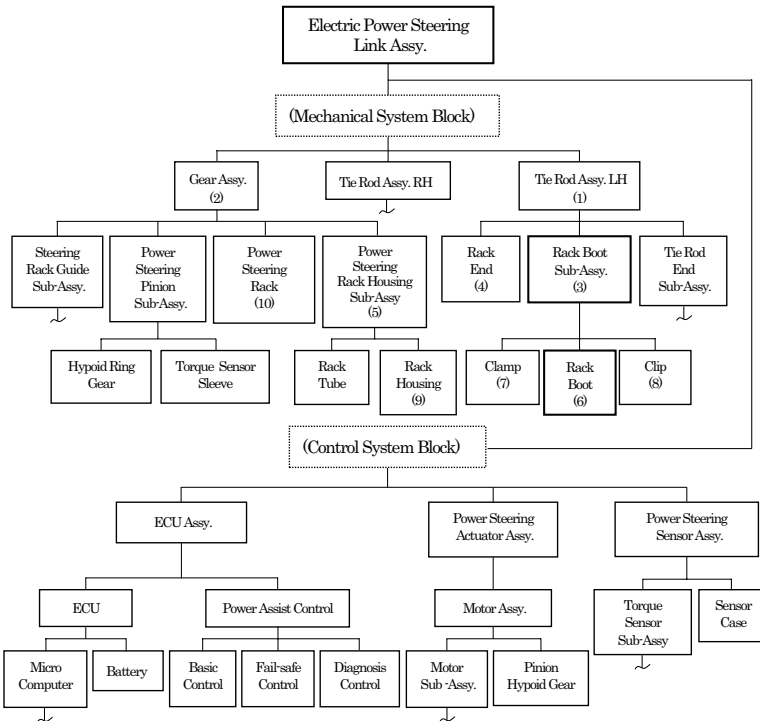 Electric Power Steering
Link Assy.
(Mechanical System Block)
Gear Assy.
(2)
Tie Rod Assy. RH
Tie Rod Assy. LH
(1)
Steering
Rack Guide
Sub-Assy.
Power
Steering
Pinion
Sub-Assy.
Power
Steering
Rack
(10)
Power
Steering
Rack Housing
Sub-Assy
(5)
Rack
End
(4)
Rack Boot
Sub-Assy.
(3)
Tie Rod
End
Sub-Assy.
Hypoid Ring
Gear
Torque Sensor
Sleeve
Rack
Tube
Rack
Housing
(9)
Clamp
(7)
Rack
Boot
(6)
Clip
(8)
(Control System Block)
ECU Assy.
Power Steering
Actuator Assy.
Power Steering
Sensor Assy.
ECU
Power Assist Control
Motor Assy.
Torque
Sensor
Sub-Assy
Sensor
Case
Micro
Computer
Battery
Basic
Control
Fail-safe
Control
Diagnosis
Control
Motor
Sub -Assy.
Pinion
Hypoid Gear